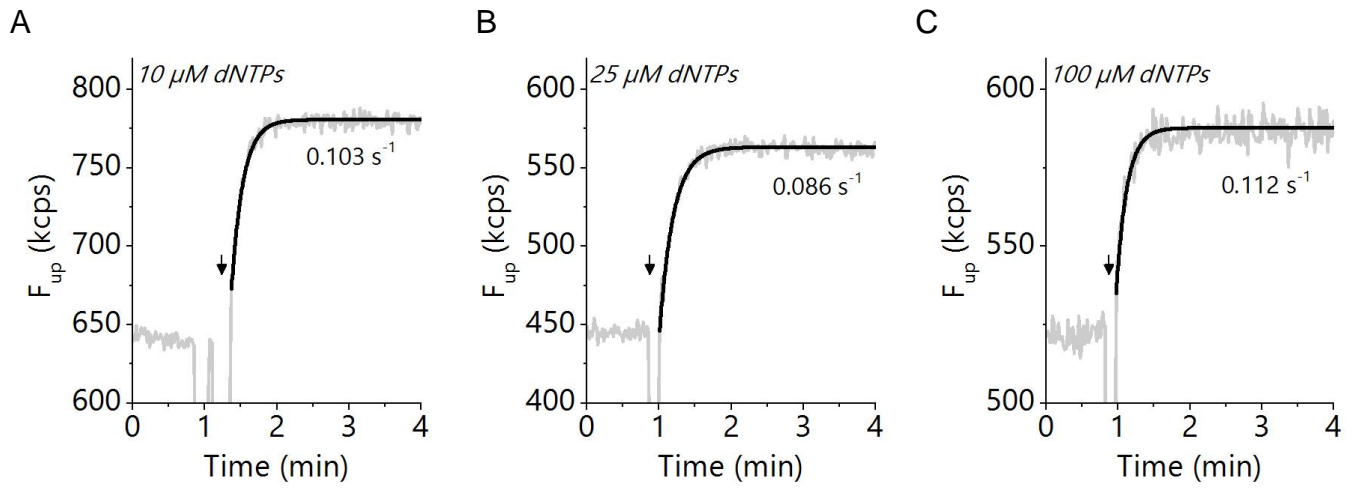 A
B
C
10 µM dNTPs
25 µM dNTPs
100 µM dNTPs
800
750
700
650
600
F_up (kcps)
0.103 s⁻¹
0 1 2 3 4
Time (min)
600
550
500
450
400
F_up (kcps)
0.086 s⁻¹
0 1 2 3 4
Time (min)
600
550
500
F_up (kcps)
0.112 s⁻¹
0 1 2 3 4
Time (min)